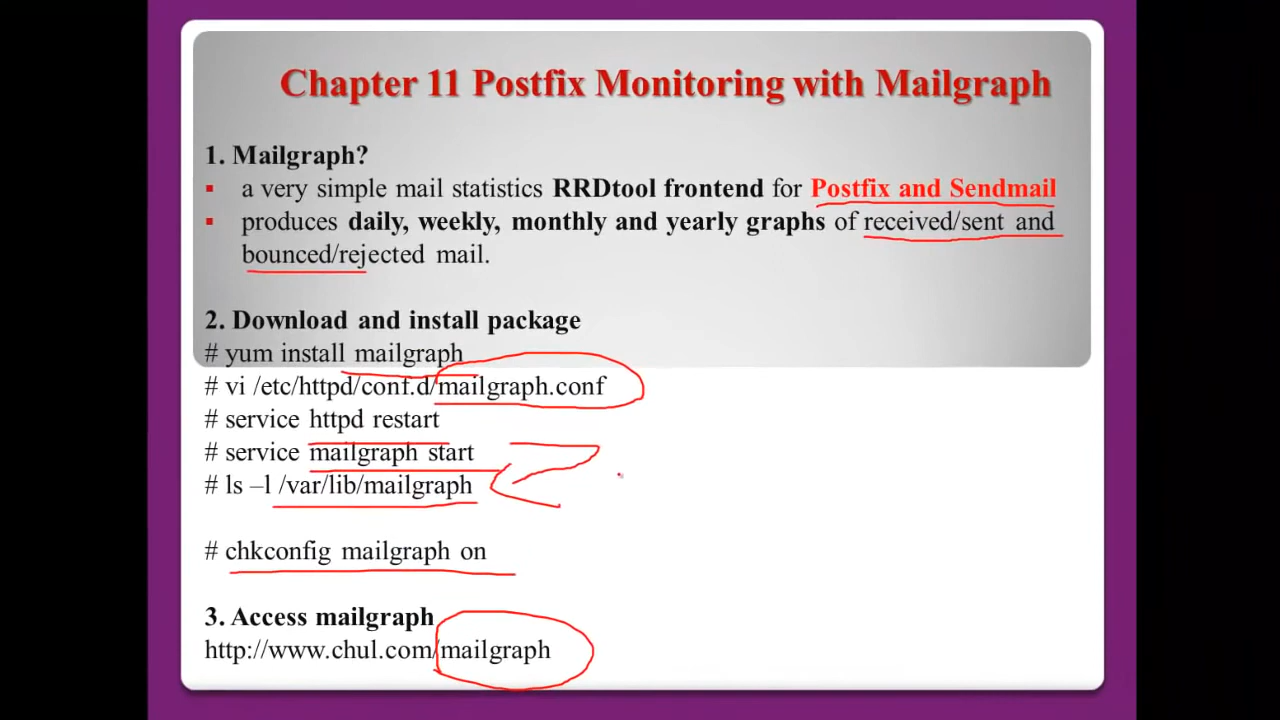 Chapter 11 Postfix Monitoring with Mailgraph
1. Mailgraph?
▪ a very simple mail statistics RRDtool frontend for Postfix and Sendmail
▪ produces daily, weekly, monthly and yearly graphs of received/sent and
bounced/rejected mail.
2. Download and install package
# yum install mailgraph
# vi /etc/httpd/conf.d/mailgraph.conf
# service httpd restart
# service mailgraph start
# ls –l /var/lib/mailgraph
# chkconfig mailgraph on
3. Access mailgraph
http://www.chul.com/mailgraph